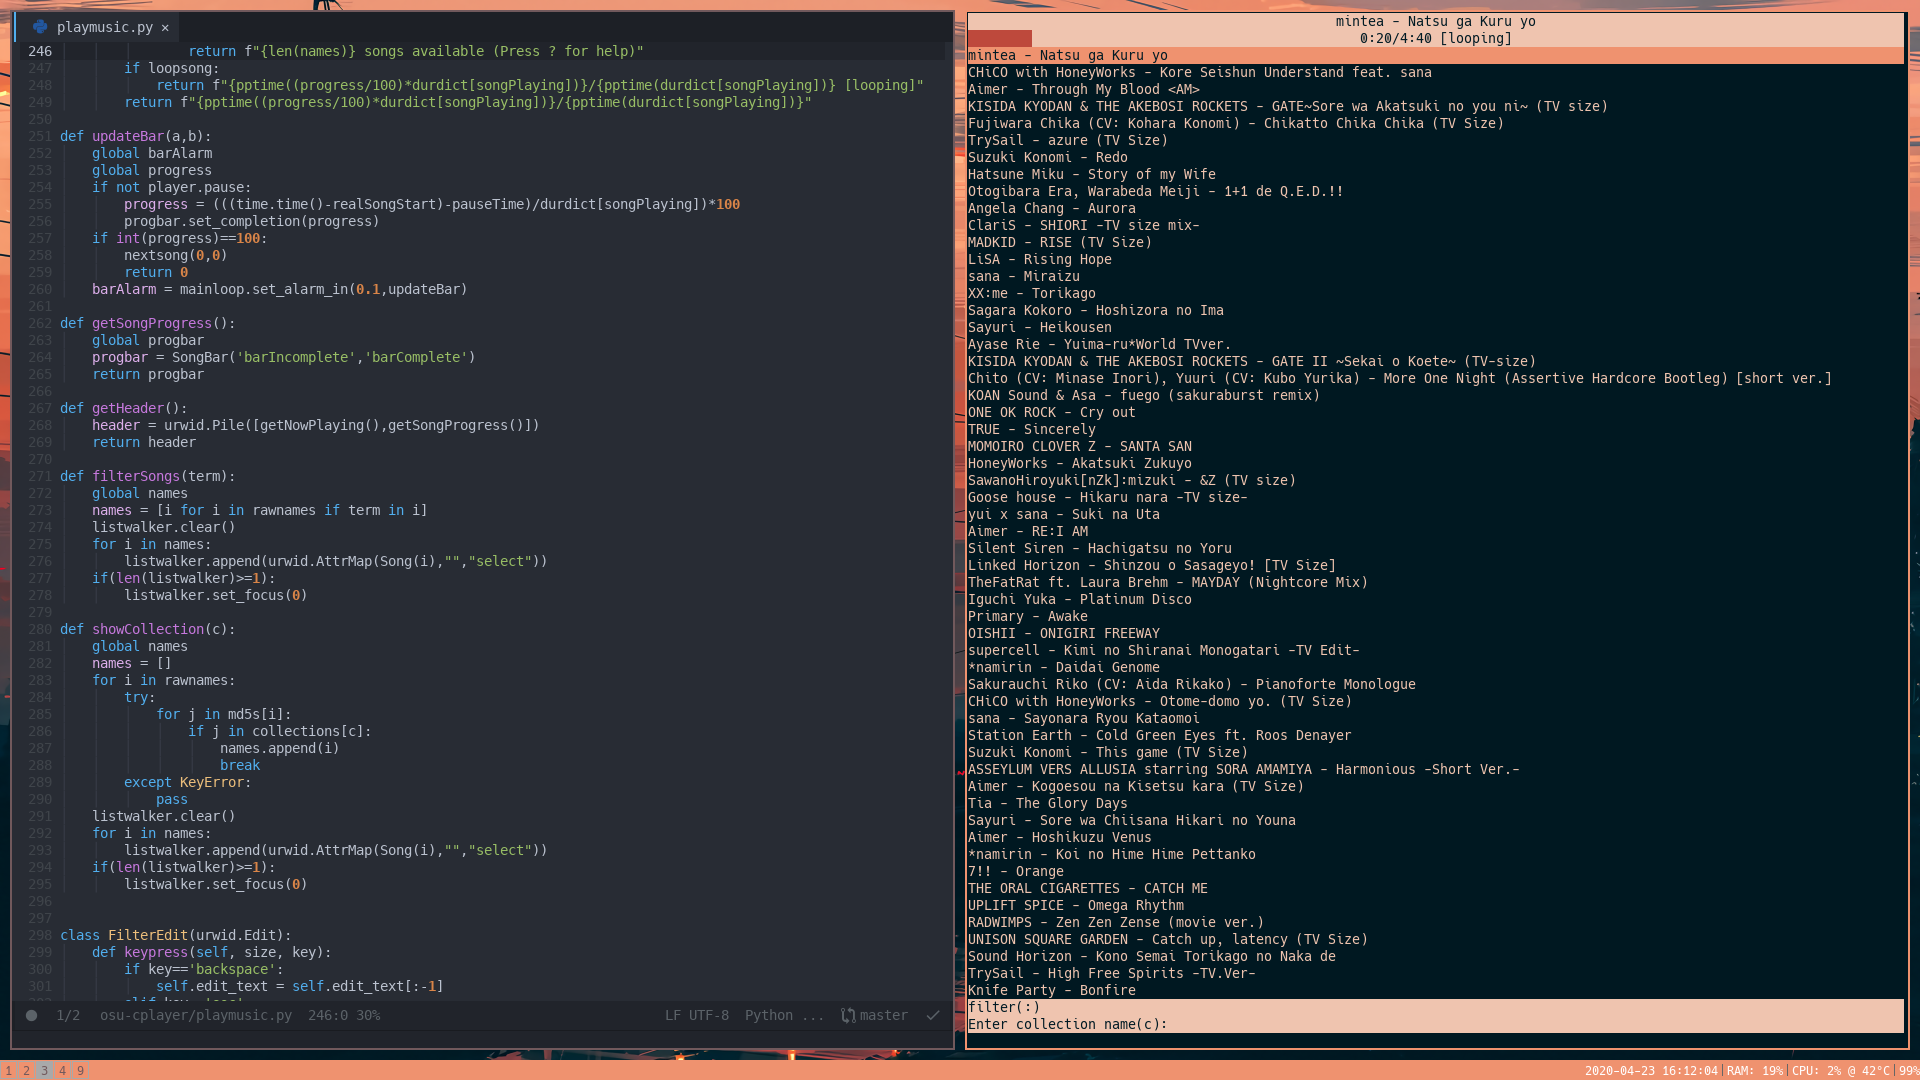 playmusic.py ×
246 return f"{len(names)} songs available (Press ? for help)"
247 if loopsong:
248 return f"{pptime((progress/100)*durdict[songPlaying])}/{pptime(durdict[songPlaying])} [looping]"
249 return f"{pptime((progress/100)*durdict[songPlaying])}/{pptime(durdict[songPlaying])}"
250
251 def updateBar(a,b):
252 global barAlarm
253 global progress
254 if not player.pause:
255 progress = (((time.time()-realSongStart)-pauseTime)/durdict[songPlaying])*100
256 progbar.set_completion(progress)
257 if int(progress)==100:
258 nextsong(0,0)
259 return 0
260 barAlarm = mainloop.set_alarm_in(0.1,updateBar)
261
262 def getSongProgress():
263 global progbar
264 progbar = SongBar('barIncomplete','barComplete')
265 return progbar
266
267 def getHeader():
268 header = urwid.Pile([getNowPlaying(),getSongProgress()])
269 return header
270
271 def filterSongs(term):
272 global names
273 names = [i for i in rawnames if term in i]
274 listwalker.clear()
275 for i in names:
276 listwalker.append(urwid.AttrMap(Song(i),"","select"))
277 if(len(listwalker)>=1):
278 listwalker.set_focus(0)
279
280 def showCollection(c):
281 global names
282 names = []
283 for i in rawnames:
284 try:
285 for j in md5s[i]:
286 if j in collections[c]:
287 names.append(i)
288 break
289 except KeyError:
290 pass
291 listwalker.clear()
292 for i in names:
293 listwalker.append(urwid.AttrMap(Song(i),"","select"))
294 if(len(listwalker)>=1):
295 listwalker.set_focus(0)
296
297
298 class FilterEdit(urwid.Edit):
299 def keypress(self, size, key):
300 if key=='backspace':
301 self.edit_text = self.edit_text[:-1]
1/2 osu-cplayer/playmusic.py 246:0 30% LF UTF-8 Python ... master
mintea - Natsu ga Kuru yo
0:20/4:40 [looping]
mintea - Natsu ga Kuru yo
CHiCO with HoneyWorks - Kore Seishun Understand feat. sana
Aimer - Through My Blood <AM>
KISIDA KYODAN & THE AKEBOSI ROCKETS - GATE~Sore wa Akatsuki no you ni~ (TV size)
Fujiwara Chika (CV: Kohara Konomi) - Chikatto Chika Chika (TV Size)
TrySail - azure (TV Size)
Suzuki Konomi - Redo
Hatsune Miku - Story of my Wife
Otogibara Era, Warabeda Meiji - 1+1 de Q.E.D.!!
Angela Chang - Aurora
ClariS - SHIORI -TV size mix-
MADKID - RISE (TV Size)
LiSA - Rising Hope
sana - Miraizu
XX:me - Torikago
Sagara Kokoro - Hoshizora no Ima
Sayuri - Heikousen
Ayase Rie - Yuima-ru*World TVver.
KISIDA KYODAN & THE AKEBOSI ROCKETS - GATE II ~Sekai o Koete~ (TV-size)
Chito (CV: Minase Inori), Yuuri (CV: Kubo Yurika) - More One Night (Assertive Hardcore Bootleg) [short ver.]
KOAN Sound & Asa - fuego (sakuraburst remix)
ONE OK ROCK - Cry out
TRUE - Sincerely
MOMOIRO CLOVER Z - SANTA SAN
HoneyWorks - Akatsuki Zukuyo
SawanoHiroyuki[nZk]:mizuki - &Z (TV size)
Goose house - Hikaru nara -TV size-
yui x sana - Suki na Uta
Aimer - RE:I AM
Silent Siren - Hachigatsu no Yoru
Linked Horizon - Shinzou o Sasageyo! [TV Size]
TheFatRat ft. Laura Brehm - MAYDAY (Nightcore Mix)
Iguchi Yuka - Platinum Disco
Primary - Awake
OISHII - ONIGIRI FREEWAY
supercell - Kimi no Shiranai Monogatari -TV Edit-
*namirin - Daidai Genome
Sakurauchi Riko (CV: Aida Rikako) - Pianoforte Monologue
CHiCO with HoneyWorks - Otome-domo yo. (TV Size)
sana - Sayonara Ryou Kataomoi
Station Earth - Cold Green Eyes ft. Roos Denayer
Suzuki Konomi - This game (TV Size)
ASSEYLUM VERS ALLUSIA starring SORA AMAMIYA - Harmonious -Short Ver.-
Aimer - Kogoesou na Kisetsu kara (TV Size)
Tia - The Glory Days
Sayuri - Sore wa Chiisana Hikari no Youna
Aimer - Hoshikuzu Venus
*namirin - Koi no Hime Hime Pettanko
7!! - Orange
THE ORAL CIGARETTES - CATCH ME
UPLIFT SPICE - Omega Rhythm
RADWIMPS - Zen Zen Zense (movie ver.)
UNISON SQUARE GARDEN - Catch up, latency (TV Size)
Sound Horizon - Kono Semai Torikago no Naka de
TrySail - High Free Spirits -TV.Ver-
Knife Party - Bonfire
filter(:)
Enter collection name(c):
1 2 3 4 9
2020-04-23 16:12:04 RAM: 19% CPU: 2% @ 42°C 99%